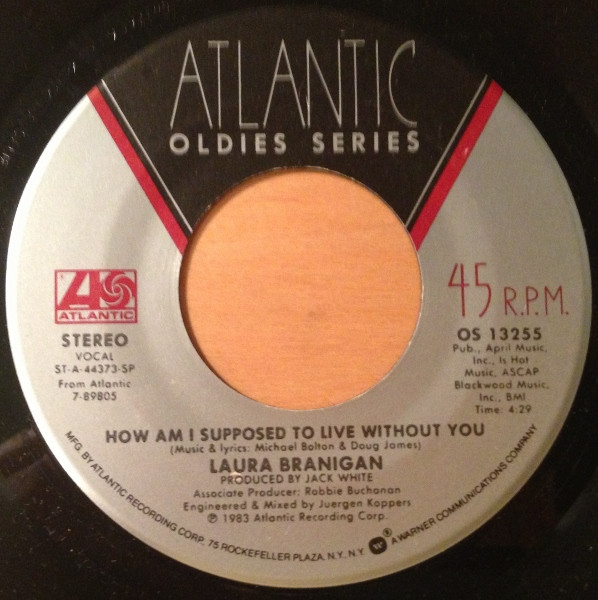 ATLANTIC
OLDIES SERIES
ATLANTIC
STEREO
VOCAL
ST-A-44373-SP
From Atlantic
7-89805
45 R.P.M.
OS 13255
Pub., April Music,
Inc., Is Hot
Music, ASCAP
Blackwood Music,
Inc., BMI
Time: 4:29
HOW AM I SUPPOSED TO LIVE WITHOUT YOU
(Music & lyrics: Michael Bolton & Doug James)
LAURA BRANIGAN
PRODUCED BY JACK WHITE
Associate Producer: Robbie Buchanan
Engineered & Mixed by Juergen Koppers
℗ 1983 Atlantic Recording Corp.
MFG. BY ATLANTIC RECORDING CORP., 75 ROCKEFELLER PLAZA, N.Y., N.Y. ® A WARNER COMMUNICATIONS COMPANY